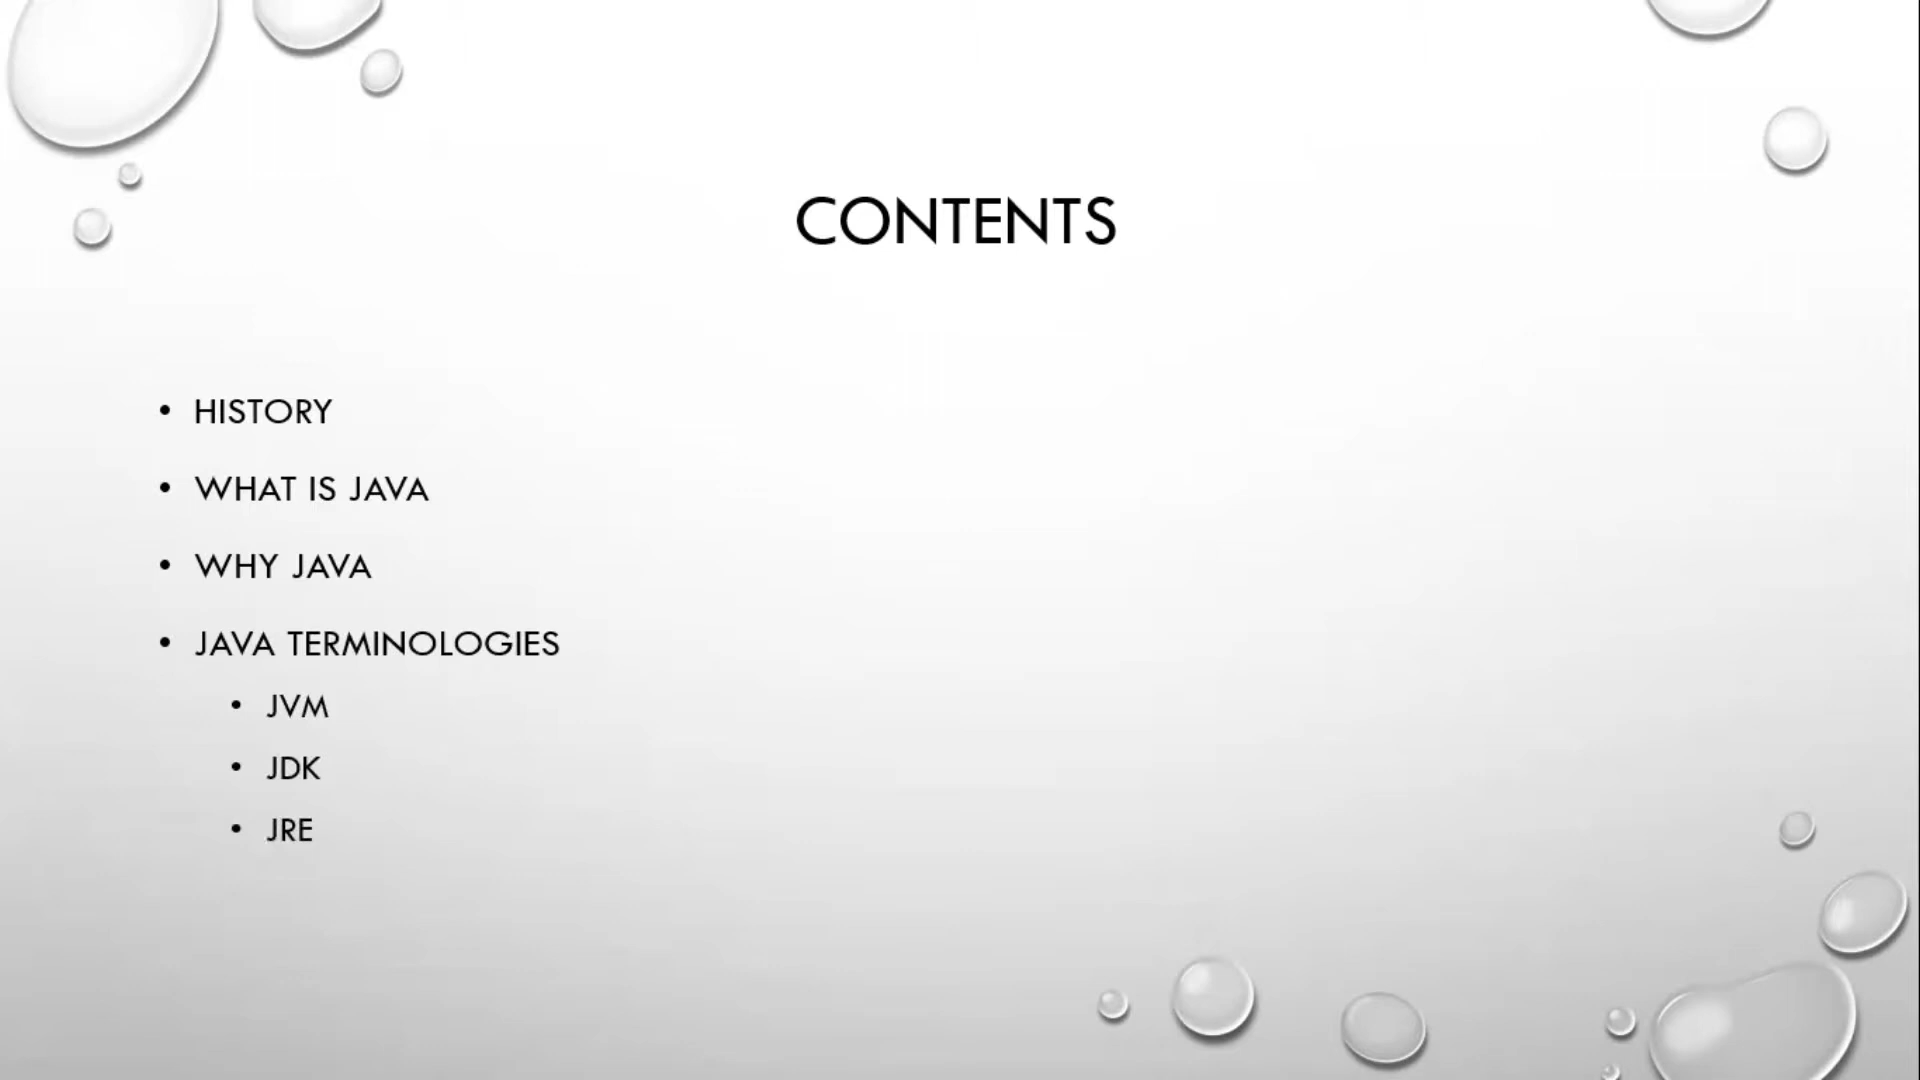 CONTENTS
• HISTORY
• WHAT IS JAVA
• WHY JAVA
• JAVA TERMINOLOGIES
• JVM
• JDK
• JRE